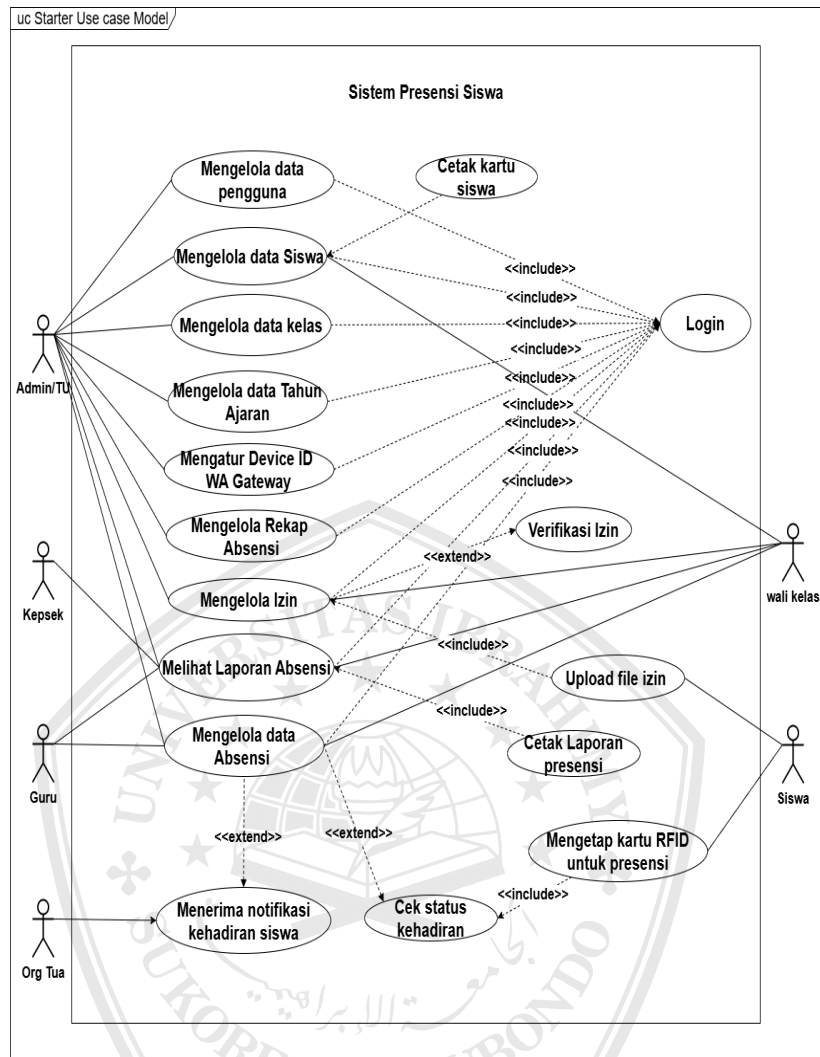 uc Starter Use case Model
Sistem Presensi Siswa
Mengelola data
pengguna
Cetak kartu
siswa
Mengelola data Siswa
<<include>>
<<include>>
Login
Mengelola data kelas
<<include>>
Admin/TU
<<include>>
Mengelola data Tahun
Ajaran
<<include>>
<<include>>
<<include>>
Mengatur Device ID
WA Gateway
<<include>>
<<include>>
Mengelola Rekap
Absensi
Verifikasi Izin
<<extend>>
Kepsek
wali kelas
Mengelola Izin
<<include>>
Melihat Laporan Absensi
Upload file izin
<<include>>
Mengelola data
Absensi
Cetak Laporan
presensi
Guru
Siswa
<<extend>>
<<extend>>
Mengetap kartu RFID
untuk presensi
<<include>>
Menerima notifikasi
kehadiran siswa
Cek status
kehadiran
Org Tua
UNIVERSITAS IBRAHIMY